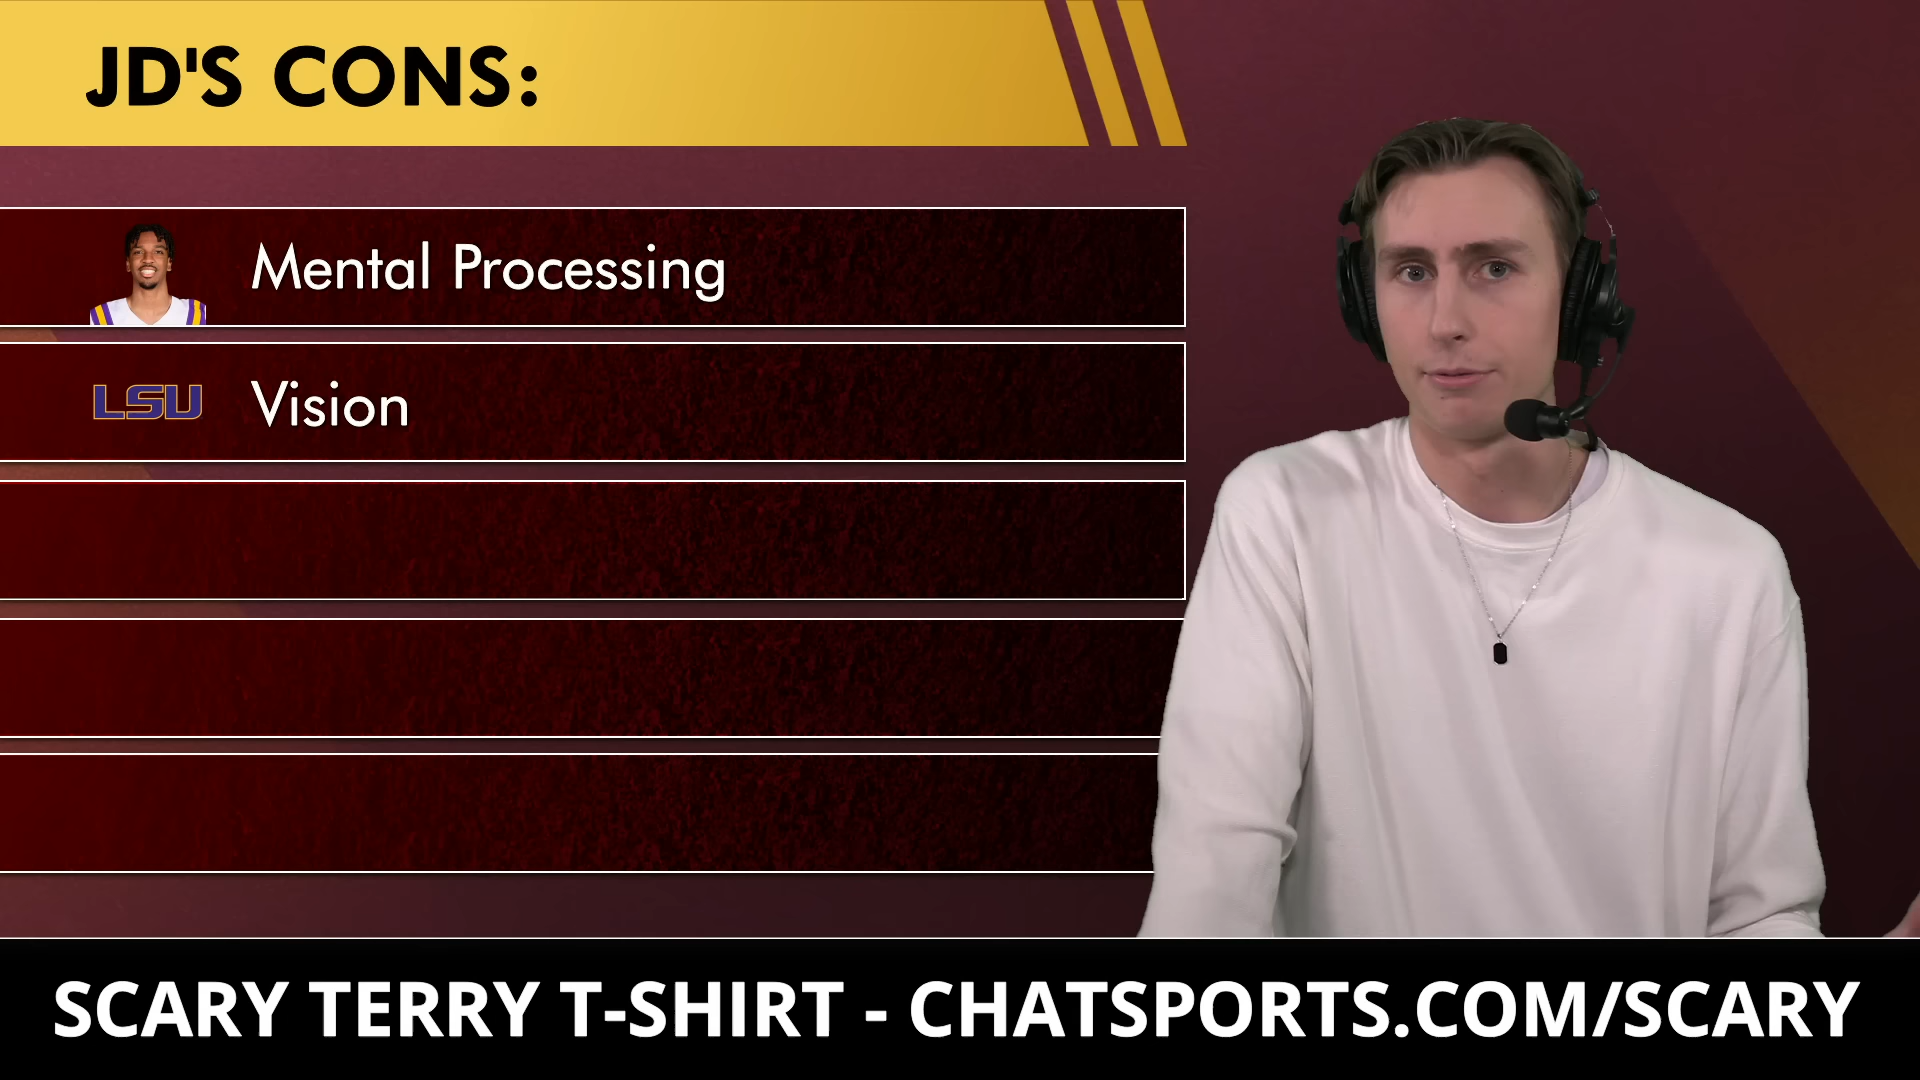 JD'S CONS:
Mental Processing
LSU Vision
SCARY TERRY T-SHIRT - CHATSPORTS.COM/SCARY